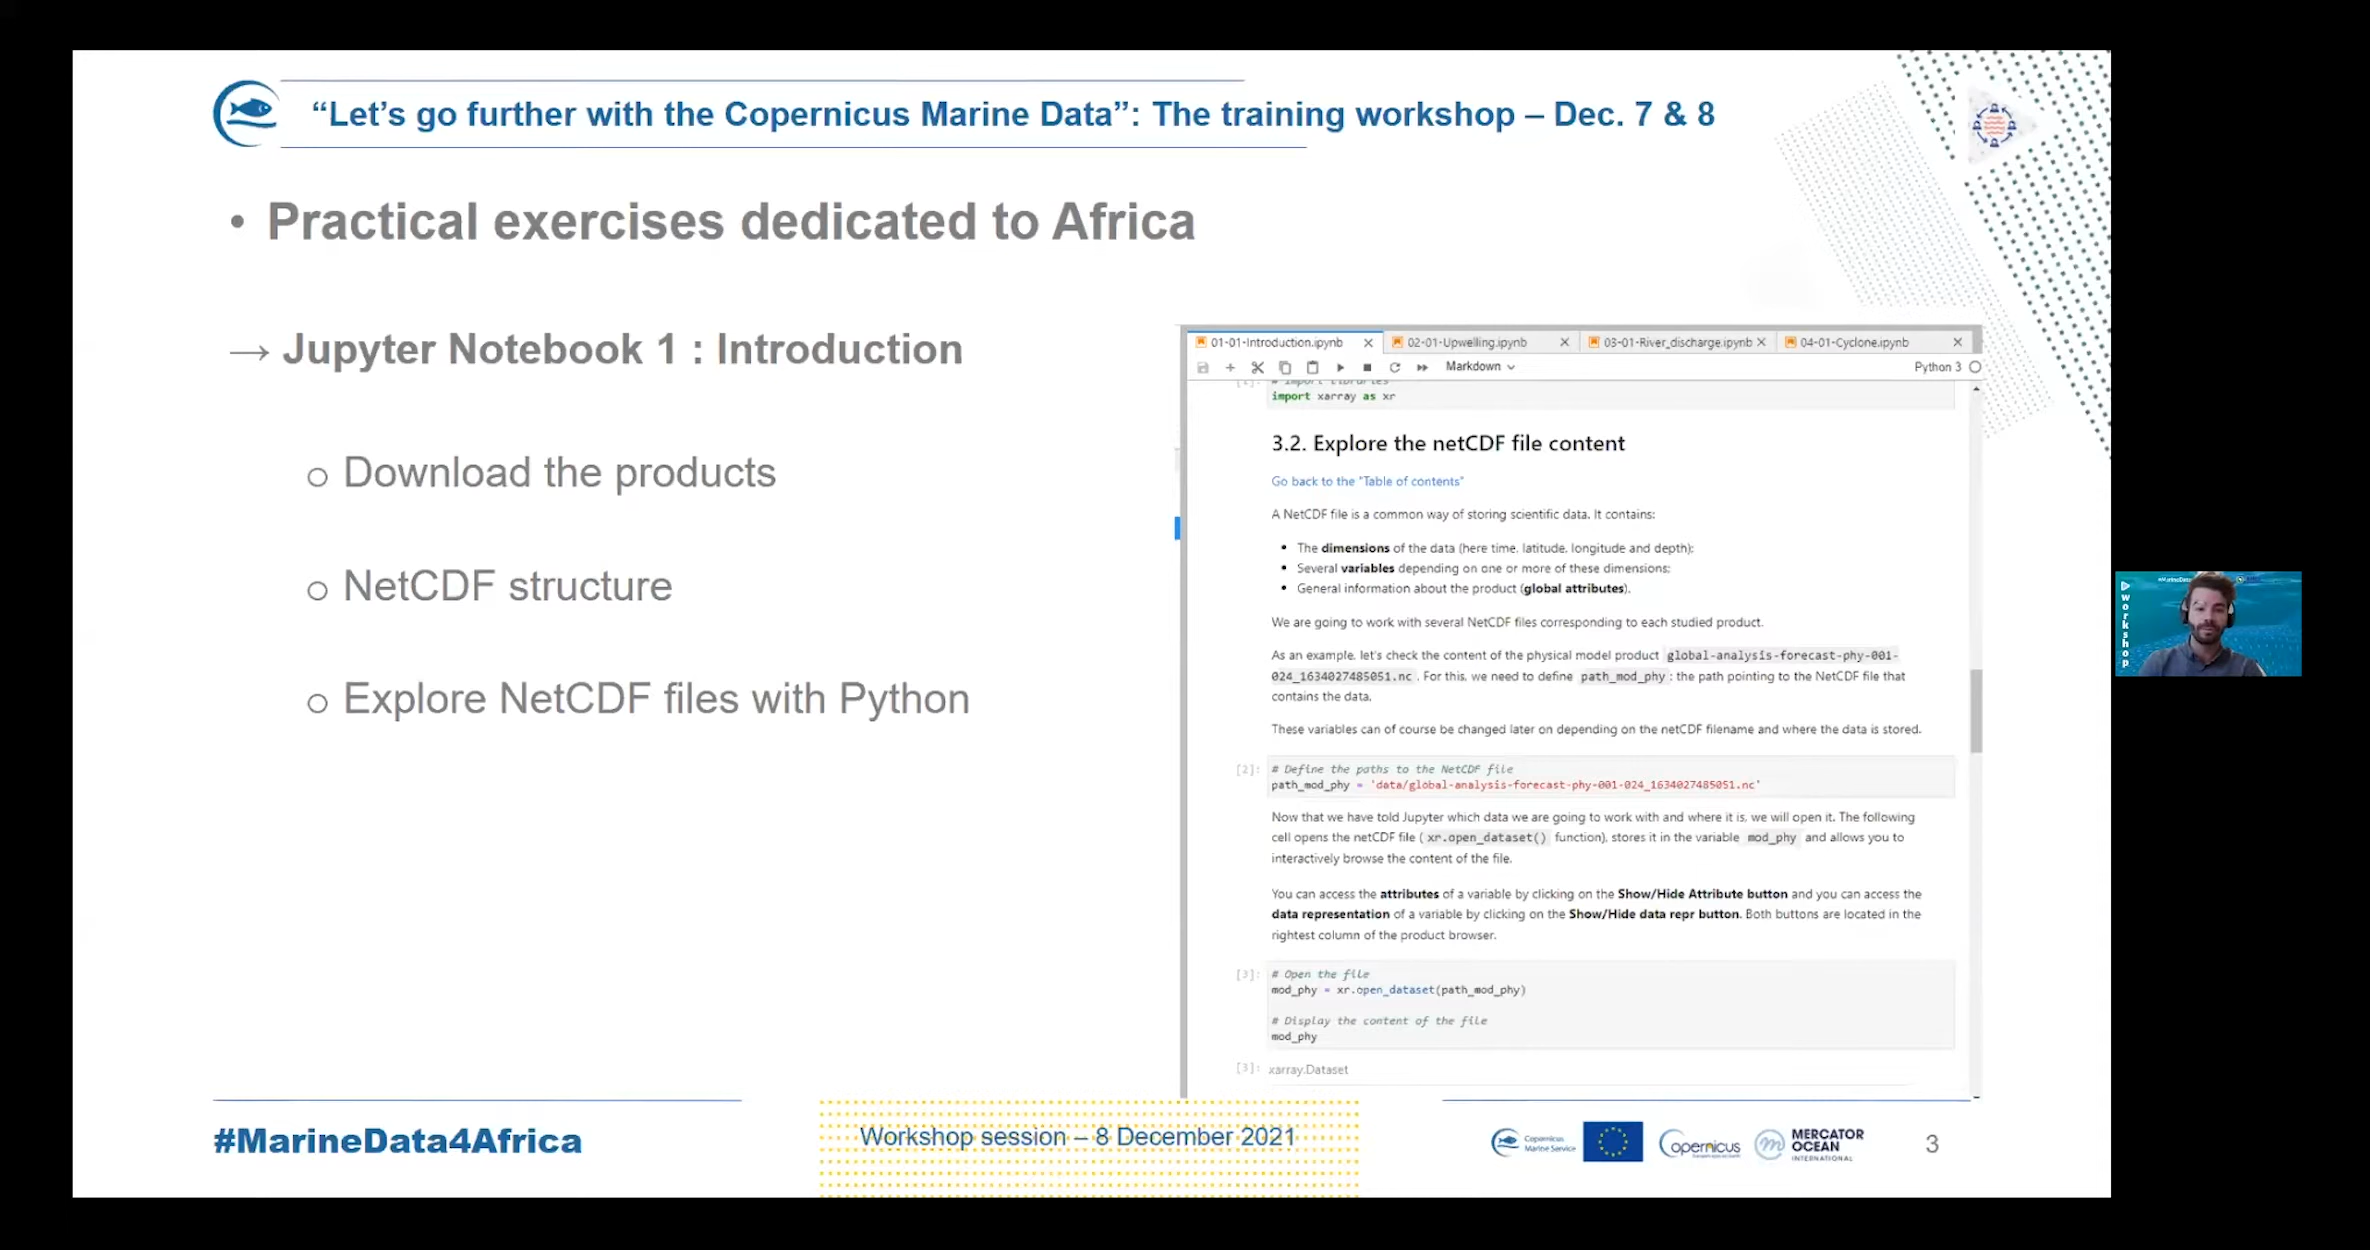 “Let’s go further with the Copernicus Marine Data”: The training workshop – Dec. 7 & 8
• Practical exercises dedicated to Africa
→ Jupyter Notebook 1 : Introduction
o Download the products
o NetCDF structure
o Explore NetCDF files with Python
01-01-Introduction.ipynb
02-01-Upwelling.ipynb
03-01-River_discharge.ipynb
04-01-Cyclone.ipynb
Markdown
Python 3
# Import libraries
import xarray as xr
3.2. Explore the netCDF file content
Go back to the "Table of contents"
A NetCDF file is a common way of storing scientific data. It contains:
• The dimensions of the data (here time, latitude, longitude and depth);
• Several variables depending on one or more of these dimensions;
• General information about the product (global attributes).
We are going to work with several NetCDF files corresponding to each studied product.
As an example, let's check the content of the physical model product global-analysis-forecast-phy-001-
024_1634027485051.nc . For this, we need to define path_mod_phy : the path pointing to the NetCDF file that
contains the data.
These variables can of course be changed later on depending on the netCDF filename and where the data is stored.
[2]: # Define the paths to the NetCDF file
path_mod_phy = 'data/global-analysis-forecast-phy-001-024_1634027485051.nc'
Now that we have told Jupyter which data we are going to work with and where it is, we will open it. The following
cell opens the netCDF file ( xr.open_dataset() function), stores it in the variable mod_phy and allows you to
interactively browse the content of the file.
You can access the attributes of a variable by clicking on the Show/Hide Attribute button and you can access the
data representation of a variable by clicking on the Show/Hide data repr button. Both buttons are located in the
rightest column of the product browser.
[3]: # Open the file
mod_phy = xr.open_dataset(path_mod_phy)
# Display the content of the file
mod_phy
[3]: xarray.Dataset
#MarineData4Africa
Workshop session – 8 December 2021
Copernicus
Marine Service
opernicus
MERCATOR
OCEAN
INTERNATIONAL
3
workshop